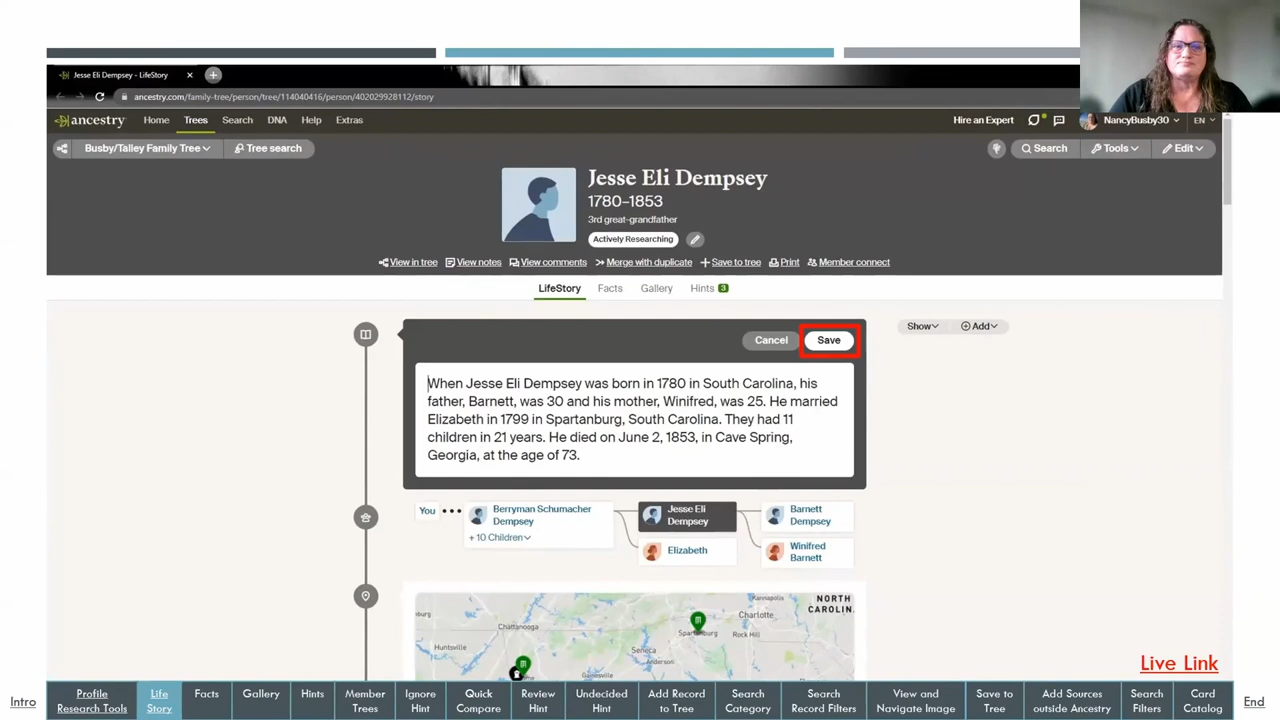 Jesse Eli Dempsey - LifeStory
ancestry.com/family-tree/person/tree/114040416/person/402029928112/story
ancestry Home Trees Search DNA Help Extras Hire an Expert NancyBusby30 EN
Busby/Talley Family Tree Tree search Search Tools Edit
Jesse Eli Dempsey
1780-1853
3rd great-grandfather
Actively Researching
View in tree View notes View comments Merge with duplicate Save to tree Print Member connect
LifeStory Facts Gallery Hints 3
Cancel Save Show Add
When Jesse Eli Dempsey was born in 1780 in South Carolina, his
father, Barnett, was 30 and his mother, Winifred, was 25. He married
Elizabeth in 1799 in Spartanburg, South Carolina. They had 11
children in 21 years. He died on June 2, 1853, in Cave Spring,
Georgia, at the age of 73.
You ••• Berryman Schumacher
Dempsey
+ 10 Children
Jesse Eli
Dempsey
Elizabeth
Barnett
Dempsey
Winifred
Barnett
NORTH
CAROLIN
Kannapolis
Charlotte
Chattanooga
Spartanburg
Rock Hill
Huntsville
Seneca
Anderson
Live Link
Intro
Profile
Research Tools
Life
Story
Facts
Gallery
Hints
Member
Trees
Ignore
Hint
Quick
Compare
Review
Hint
Undecided
Hint
Add Record
to Tree
Search
Category
Search
Record Filters
View and
Navigate Image
Save to
Tree
Add Sources
outside Ancestry
Search
Filters
Card
Catalog
End